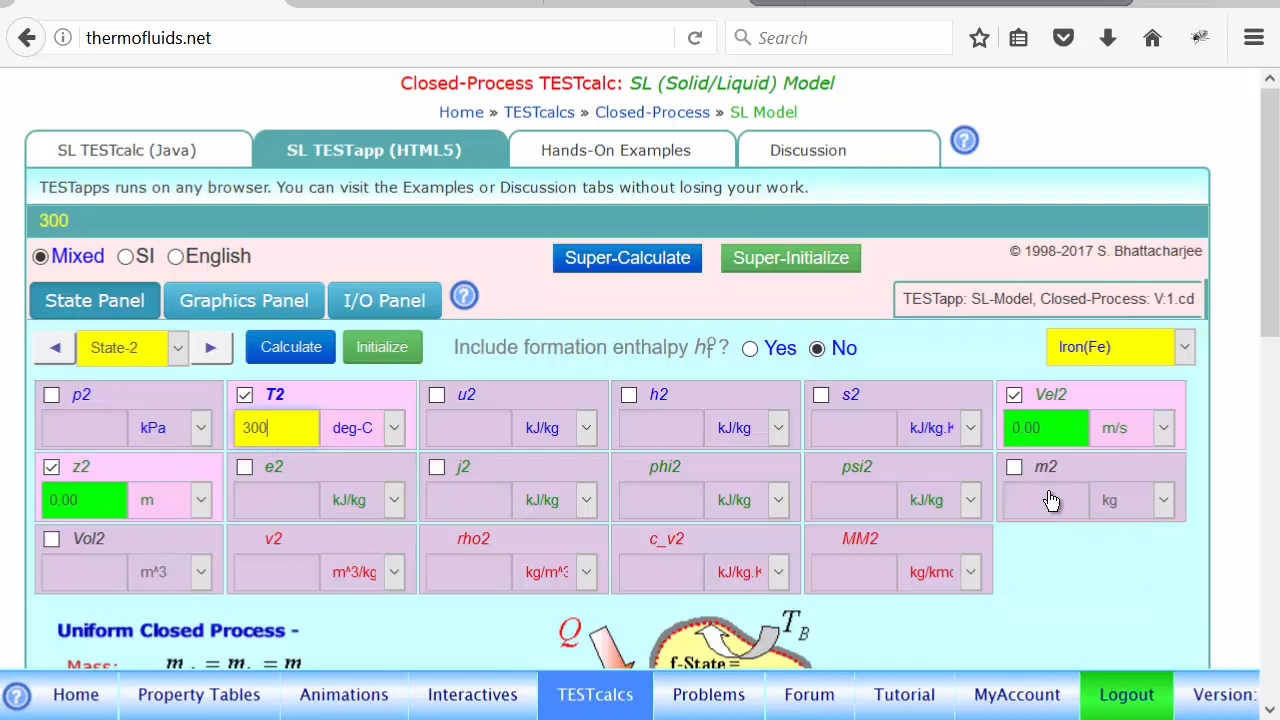 thermofluids.net
Search
Closed-Process TESTcalc: SL (Solid/Liquid) Model
Home » TESTcalcs » Closed-Process » SL Model
SL TESTcalc (Java) SL TESTapp (HTML5) Hands-On Examples Discussion
TESTapps runs on any browser. You can visit the Examples or Discussion tabs without losing your work.
300
Mixed SI English Super-Calculate Super-Initialize © 1998-2017 S. Bhattacharjee
State Panel Graphics Panel I/O Panel TESTapp: SL-Model, Closed-Process: V:1.cd
State-2 Calculate Initialize Include formation enthalpy h°f? Yes No Iron(Fe)
p2 T2 u2 h2 s2 Vel2
kPa 300 deg-C kJ/kg kJ/kg kJ/kg.K 0.00 m/s
z2 e2 j2 phi2 psi2 m2
0.00 m kJ/kg kJ/kg kJ/kg kJ/kg kg
Vol2 v2 rho2 c_v2 MM2
m^3 m^3/kg kg/m^3 kJ/kg.K kg/kmo
Uniform Closed Process - Q T_B
f-State =
Home Property Tables Animations Interactives TESTcalcs Problems Forum Tutorial MyAccount Logout Version: